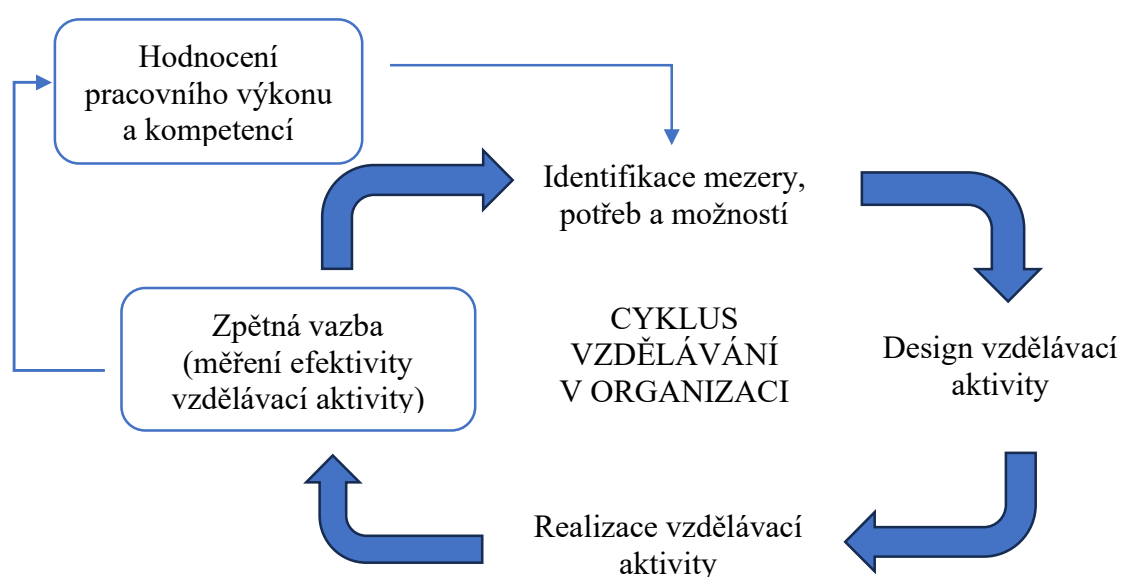 Hodnocení
pracovního výkonu
a kompetencí
Identifikace mezery,
potřeb a možností
Zpětná vazba
(měření efektivity
vzdělávací aktivity)
CYKLUS
VZDĚLÁVÁNÍ
V ORGANIZACI
Design vzdělávací
aktivity
Realizace vzdělávací
aktivity